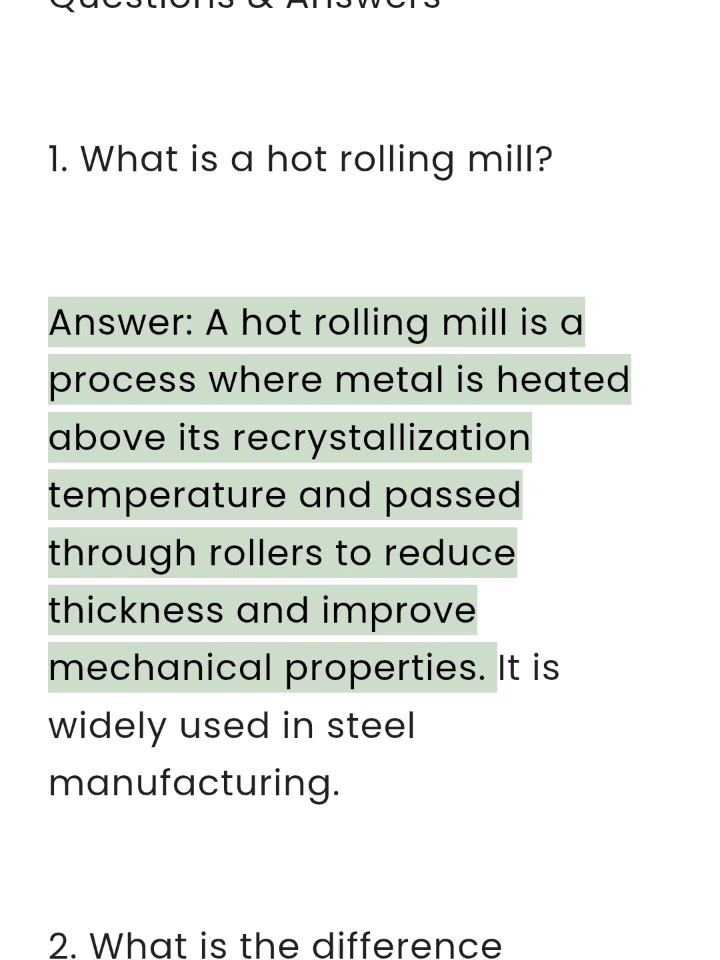 Questions & Answers
1. What is a hot rolling mill?
Answer: A hot rolling mill is a
process where metal is heated
above its recrystallization
temperature and passed
through rollers to reduce
thickness and improve
mechanical properties. It is
widely used in steel
manufacturing.
2. What is the difference